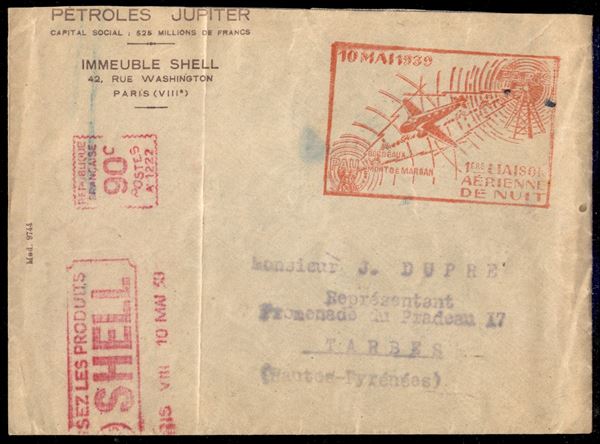 PÉTROLES JUPITER
CAPITAL SOCIAL : 525 MILLIONS DE FRANCS
IMMEUBLE SHELL
42, RUE WASHINGTON
PARIS (VIIIe)
10 MAI 1939
BORDEAUX
PAU
MONT DE MARSAN
1ERE LIAISON
AÉRIENNE
DE NUIT
RÉPUBLIQUE
FRANÇAISE
90c
POSTES
A 1222
Mod. 9744
SEZ LES PRODUITS
SHELL
RIS VIII 10 MAI 39
Monsieur J. DUPRE
Représentant
Promenade du Pradeau 17
TARBES
(Hautes-Pyrénées)